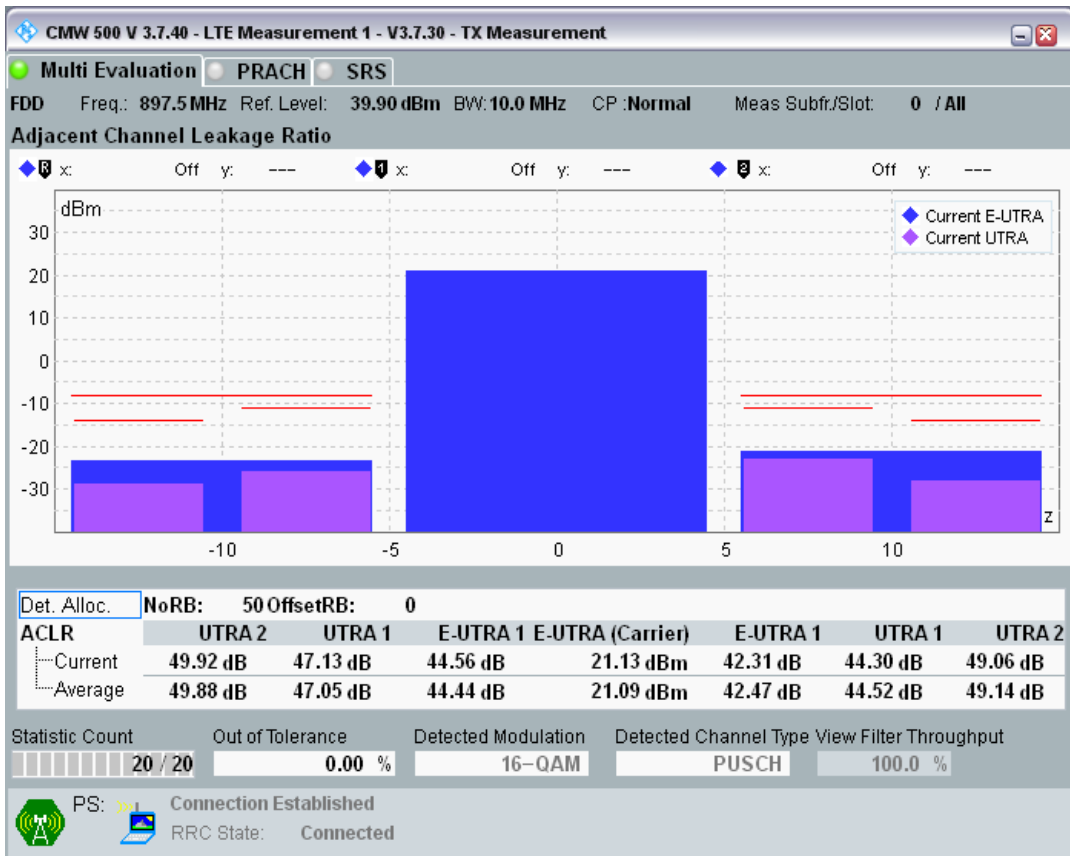 CMW 500 V 3.7.40 - LTE Measurement 1 - V3.7.30 - TX Measurement
Multi Evaluation PRACH SRS
FDD Freq.: 897.5 MHz Ref. Level: 39.90 dBm BW: 10.0 MHz CP :Normal Meas Subfr./Slot: 0 / All
Adjacent Channel Leakage Ratio
R x: Off y: --- 1 x: Off y: --- 2 x: Off y: ---
dBm
Current E-UTRA
Current UTRA
30
20
10
0
-10
-20
-30
z
-10 -5 0 5 10
Det. Alloc. NoRB: 50 OffsetRB: 0
ACLR UTRA 2 UTRA 1 E-UTRA 1 E-UTRA (Carrier) E-UTRA 1 UTRA 1 UTRA 2
Current 49.92 dB 47.13 dB 44.56 dB 21.13 dBm 42.31 dB 44.30 dB 49.06 dB
Average 49.88 dB 47.05 dB 44.44 dB 21.09 dBm 42.47 dB 44.52 dB 49.14 dB
Statistic Count Out of Tolerance Detected Modulation Detected Channel Type View Filter Throughput
20 / 20 0.00 % 16-QAM PUSCH 100.0 %
PS: Connection Established
RRC State: Connected